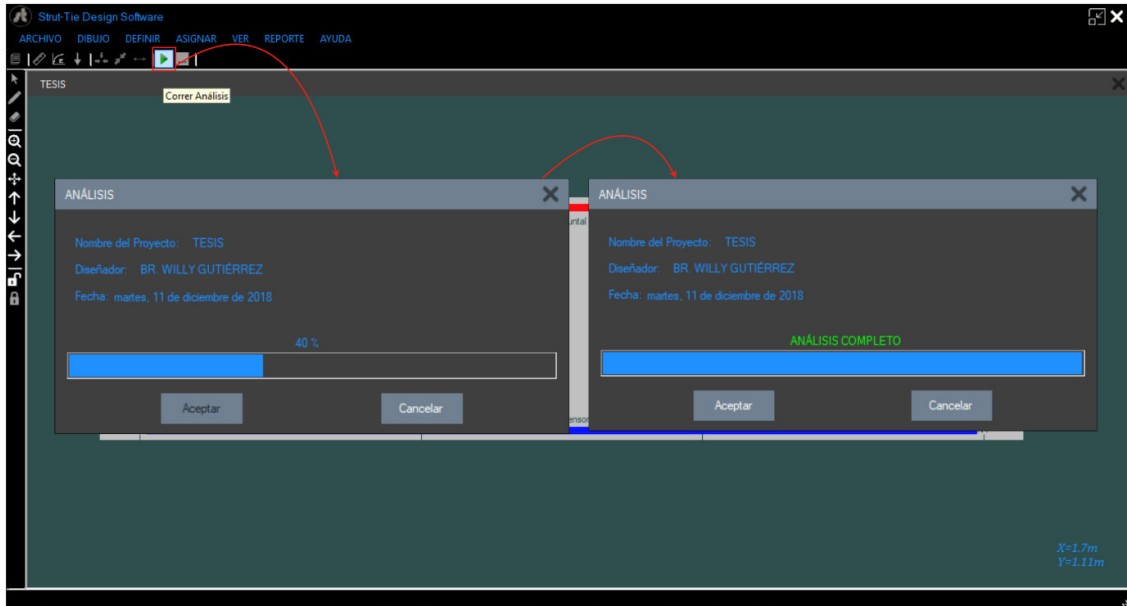 Strut-Tie Design Software
ARCHIVO DIBUJO DEFINIR ASIGNAR VER REPORTE AYUDA
TESIS
Correr Análisis
ANÁLISIS
Nombre del Proyecto: TESIS
Diseñador: BR. WILLY GUTIÉRREZ
Fecha: martes, 11 de diciembre de 2018
40 %
Aceptar Cancelar
untal
ensor
ANÁLISIS
Nombre del Proyecto: TESIS
Diseñador: BR. WILLY GUTIÉRREZ
Fecha: martes, 11 de diciembre de 2018
ANÁLISIS COMPLETO
Aceptar Cancelar
X=1.7m
Y=1.11m